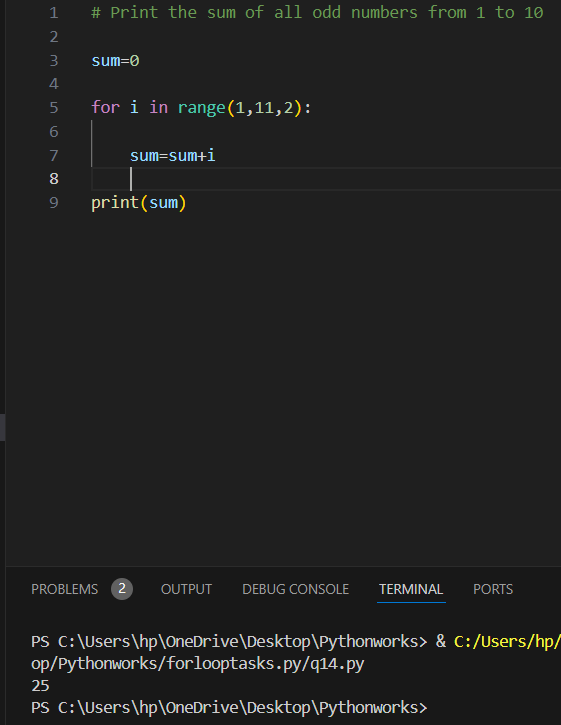 1 # Print the sum of all odd numbers from 1 to 10
2
3 sum=0
4
5 for i in range(1,11,2):
6
7     sum=sum+i
8
9 print(sum)
PROBLEMS 2 OUTPUT DEBUG CONSOLE TERMINAL PORTS
PS C:\Users\hp\OneDrive\Desktop\Pythonworks> & C:/Users/hp/
op/Pythonworks/forlooptasks.py/q14.py
25
PS C:\Users\hp\OneDrive\Desktop\Pythonworks>